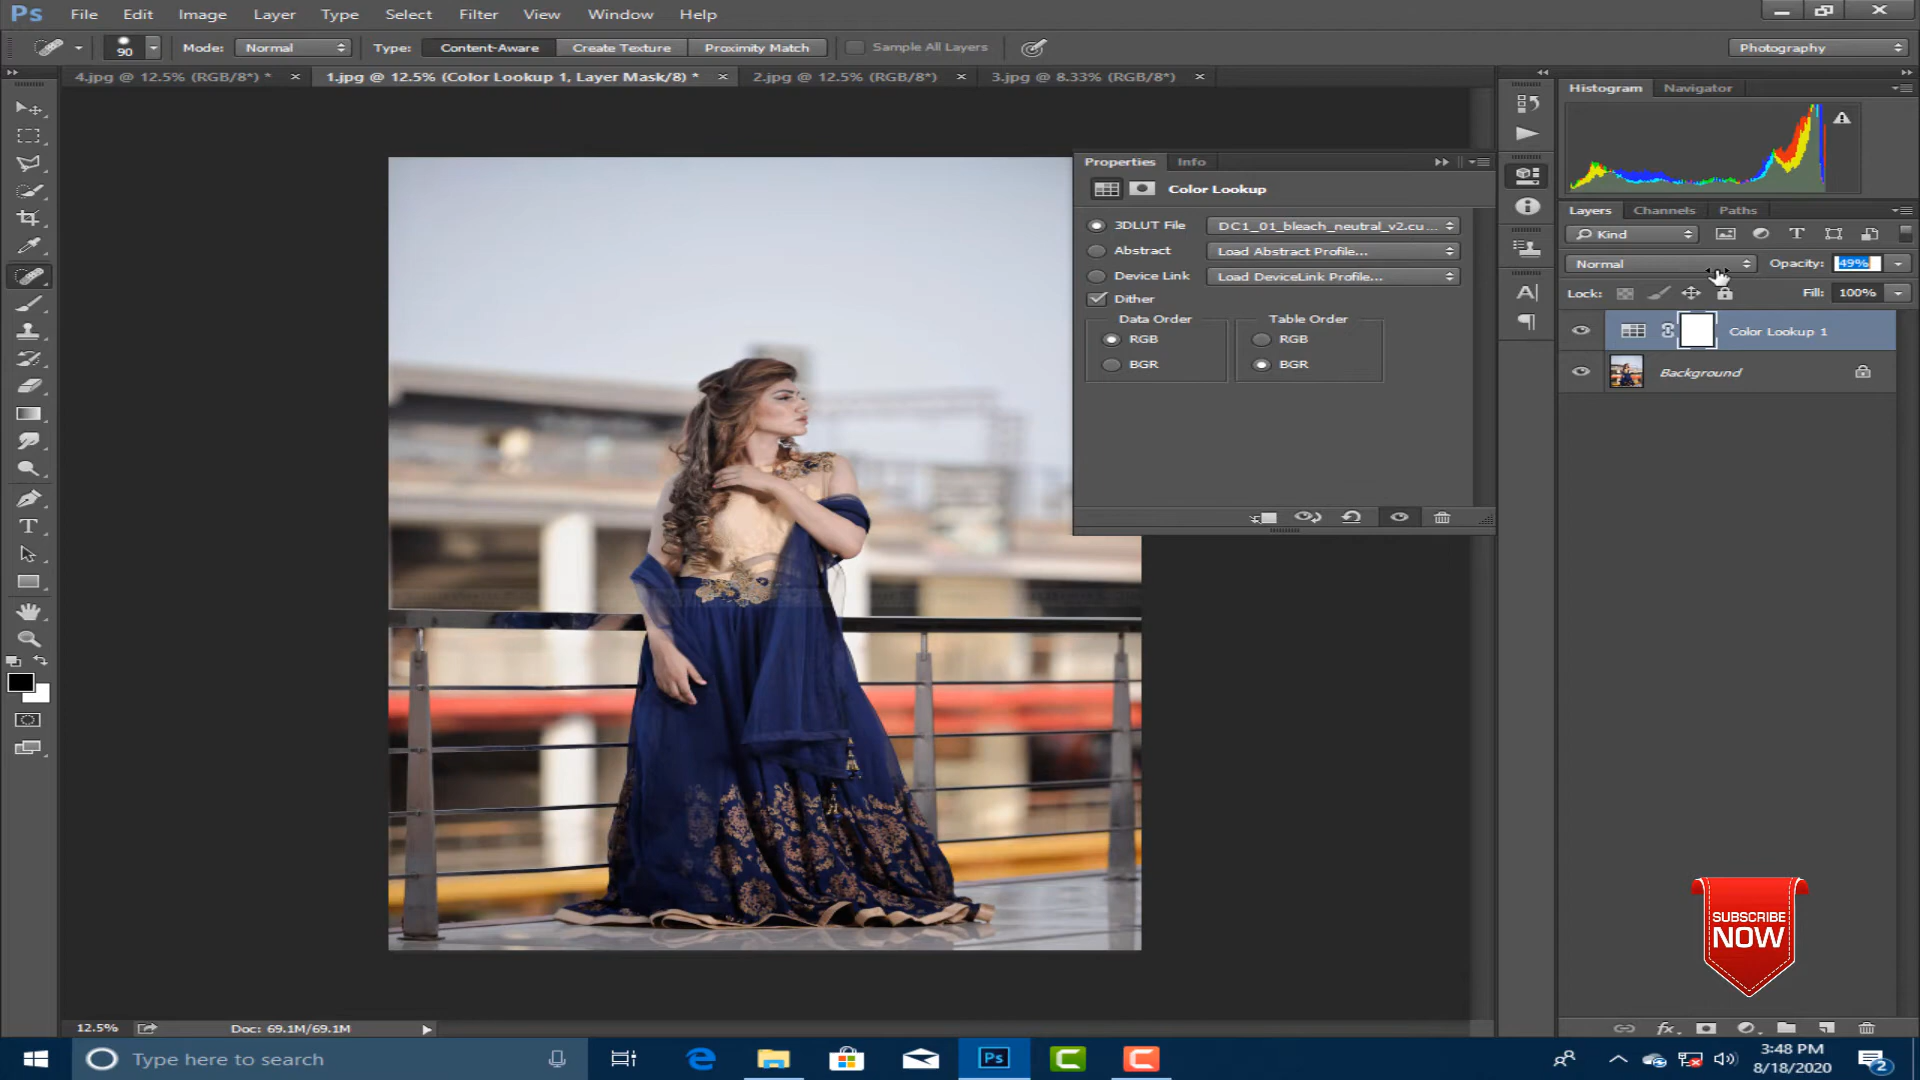 Ps File Edit Image Layer Type Select Filter View Window Help
90 Mode: Normal Type: Content-Aware Create Texture Proximity Match Sample All Layers Photography
4.jpg @ 12.5% (RGB/8*) * × 1.jpg @ 12.5% (Color Lookup 1, Layer Mask/8) * × 2.jpg @ 12.5% (RGB/8*) × 3.jpg @ 8.33% (RGB/8*) ×
Histogram Navigator
Properties Info
Color Lookup
3DLUT File DC1_01_bleach_neutral_v2.cu...
Abstract Load Abstract Profile...
Device Link Load DeviceLink Profile...
Dither
Data Order Table Order
RGB RGB
BGR BGR
Layers Channels Paths
Kind
Normal Opacity: 49%
Lock: Fill: 100%
Color Lookup 1
Background
SUBSCRIBE
NOW
12.5% Doc: 69.1M/69.1M
Type here to search
Ps
3:48 PM
8/18/2020
2